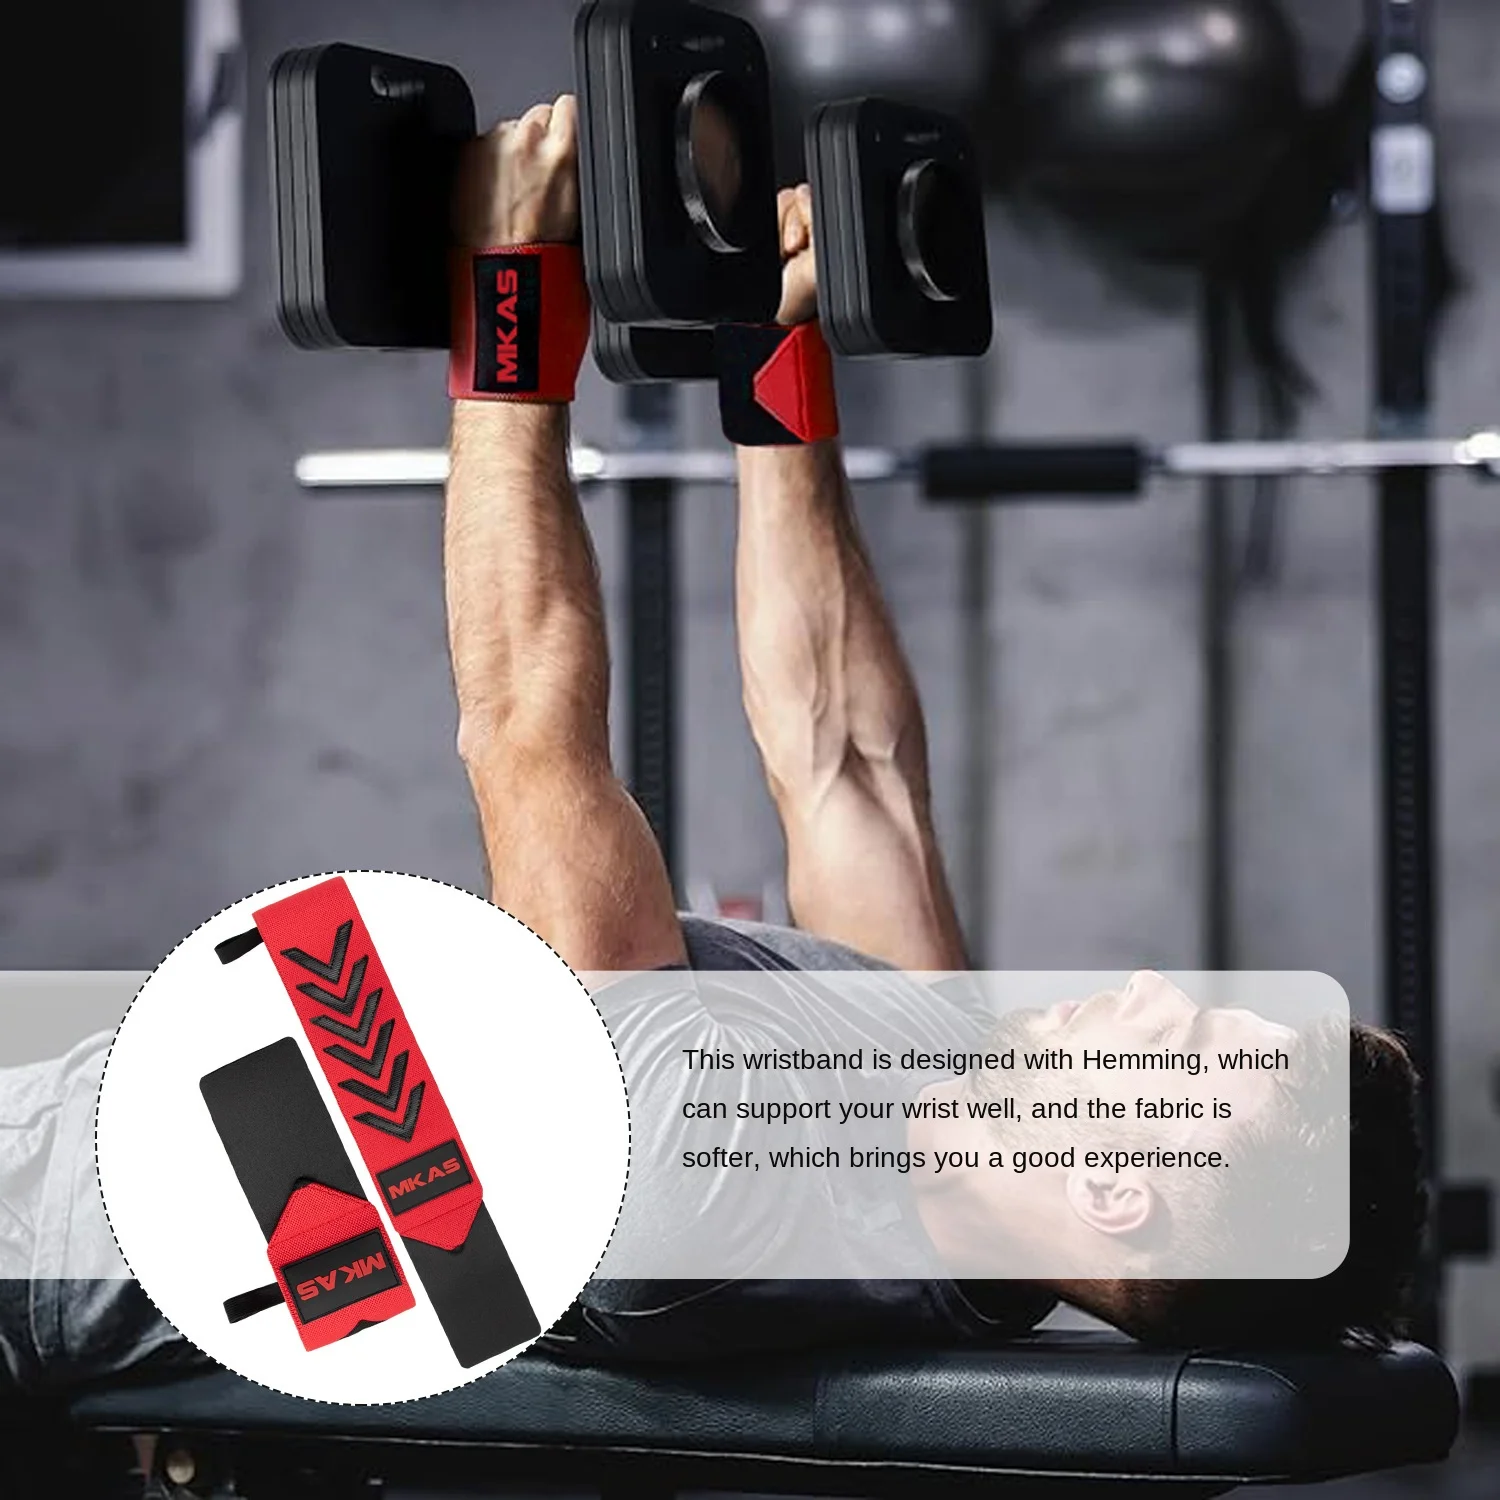 MKAS
This wristband is designed with Hemming, which
can support your wrist well, and the fabric is
softer, which brings you a good experience.
MKAS
MKAS